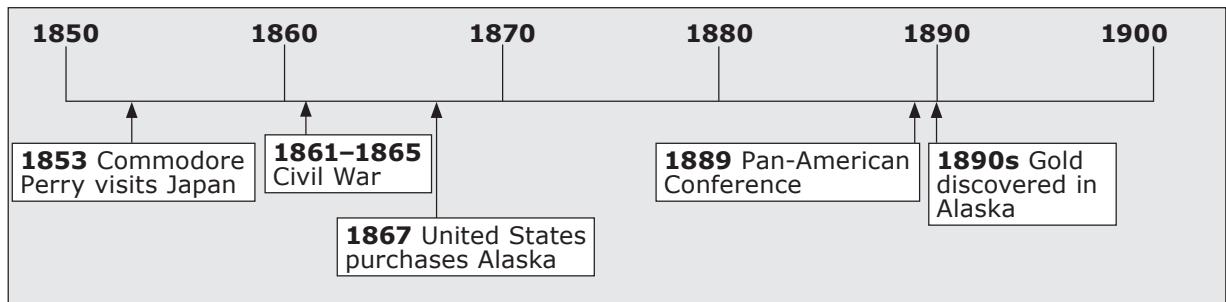 1850 1860 1870 1880 1890 1900
1853 Commodore
Perry visits Japan
1861–1865
Civil War
1867 United States
purchases Alaska
1889 Pan-American
Conference
1890s Gold
discovered in
Alaska